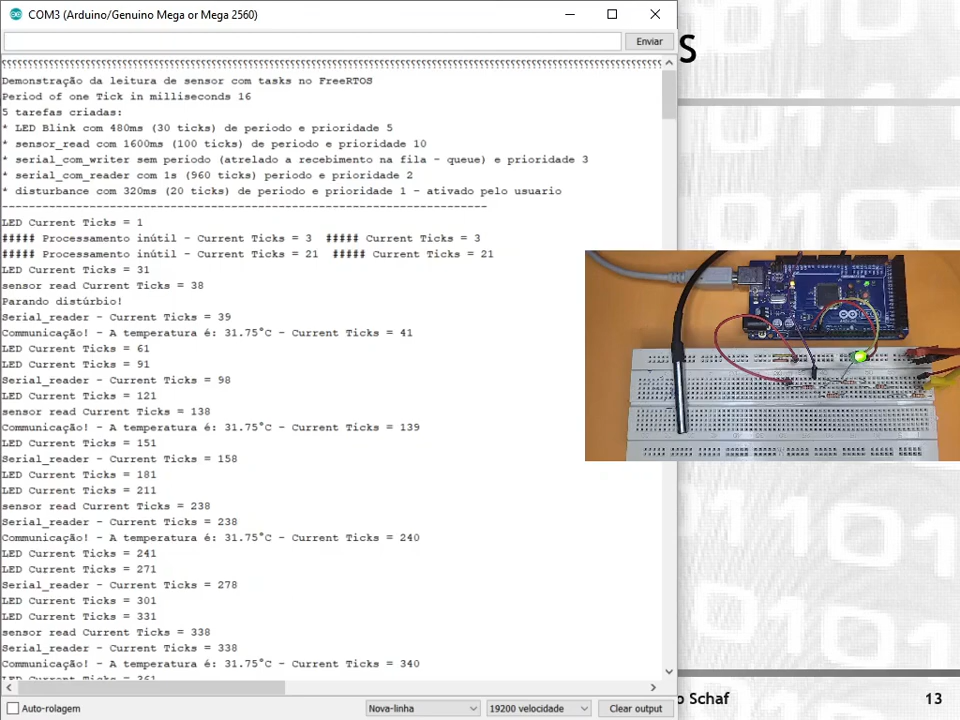 COM3 (Arduino/Genuino Mega or Mega 2560)
Enviar
s
Demonstração da leitura de sensor com tasks no FreeRTOS
Period of one Tick in milliseconds 16
5 tarefas criadas:
* LED Blink com 480ms (30 ticks) de periodo e prioridade 5
* sensor_read com 1600ms (100 ticks) de periodo e prioridade 10
* serial_com_writer sem periodo (atrelado a recebimento na fila - queue) e prioridade 3
* serial_com_reader com 1s (960 ticks) periodo e prioridade 2
* disturbance com 320ms (20 ticks) de periodo e prioridade 1 - ativado pelo usuario
------------------------------------------------------------------------
LED Current Ticks = 1
##### Processamento inútil - Current Ticks = 3  ##### Current Ticks = 3
##### Processamento inútil - Current Ticks = 21  ##### Current Ticks = 21
LED Current Ticks = 31
sensor read Current Ticks = 38
Parando distúrbio!
Serial_reader - Current Ticks = 39
Communicação! - A temperatura é: 31.75°C - Current Ticks = 41
LED Current Ticks = 61
LED Current Ticks = 91
Serial_reader - Current Ticks = 98
LED Current Ticks = 121
sensor read Current Ticks = 138
Communicação! - A temperatura é: 31.75°C - Current Ticks = 139
LED Current Ticks = 151
Serial_reader - Current Ticks = 158
LED Current Ticks = 181
LED Current Ticks = 211
sensor read Current Ticks = 238
Serial_reader - Current Ticks = 238
Communicação! - A temperatura é: 31.75°C - Current Ticks = 240
LED Current Ticks = 241
LED Current Ticks = 271
Serial_reader - Current Ticks = 278
LED Current Ticks = 301
LED Current Ticks = 331
sensor read Current Ticks = 338
Serial_reader - Current Ticks = 338
Communicação! - A temperatura é: 31.75°C - Current Ticks = 340
LED Current Ticks = 361
Auto-rolagem
Nova-linha
19200 velocidade
Clear output
o Schaf
13